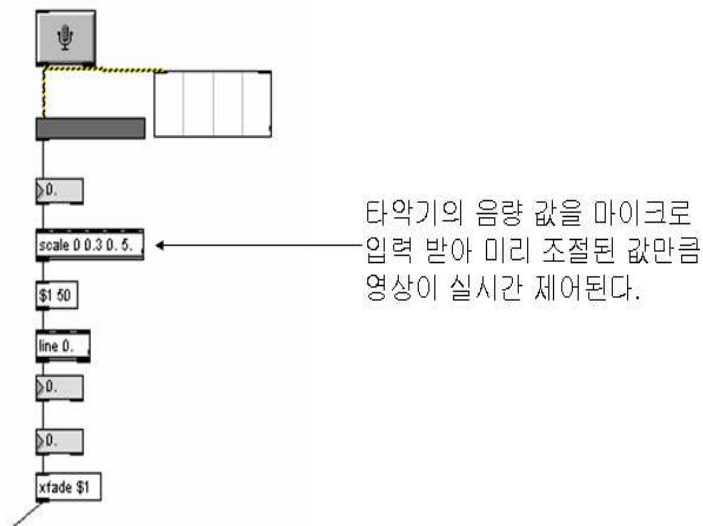 0.
scale 0 0.3 0. 5.
$1 50
line 0.
0.
0.
xfade $1
타악기의 음량 값을 마이크로
입력 받아 미리 조절된 값만큼
영상이 실시간 제어된다.